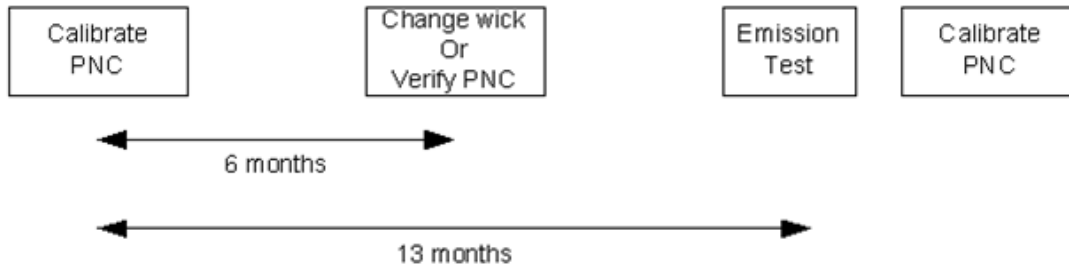 Calibrate
PNC
Change wick
Or
Verify PNC
Emission
Test
Calibrate
PNC
6 months
13 months